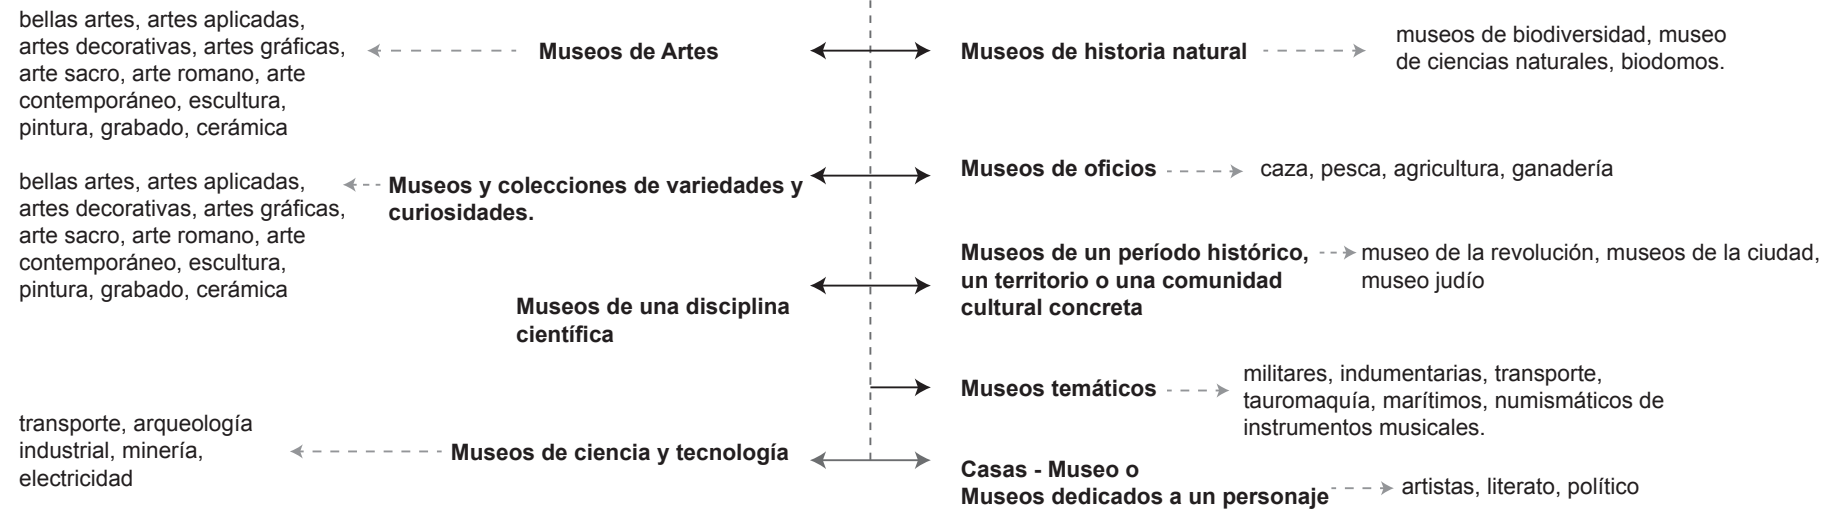 bellas artes, artes aplicadas,
artes decorativas, artes gráficas,
arte sacro, arte romano, arte
contemporáneo, escultura,
pintura, grabado, cerámica
Museos de Artes
Museos de historia natural
museos de biodiversidad, museo
de ciencias naturales, biodomos.
bellas artes, artes aplicadas,
artes decorativas, artes gráficas,
arte sacro, arte romano, arte
contemporáneo, escultura,
pintura, grabado, cerámica
Museos y colecciones de variedades y
curiosidades.
Museos de oficios
caza, pesca, agricultura, ganadería
Museos de una disciplina
científica
Museos de un período histórico,
un territorio o una comunidad
cultural concreta
museo de la revolución, museos de la ciudad,
museo judío
Museos temáticos
militares, indumentarias, transporte,
tauromaquía, marítimos, numismáticos de
instrumentos musicales.
transporte, arqueología
industrial, minería,
electricidad
Museos de ciencia y tecnología
Casas - Museo o
Museos dedicados a un personaje
artistas, literato, político